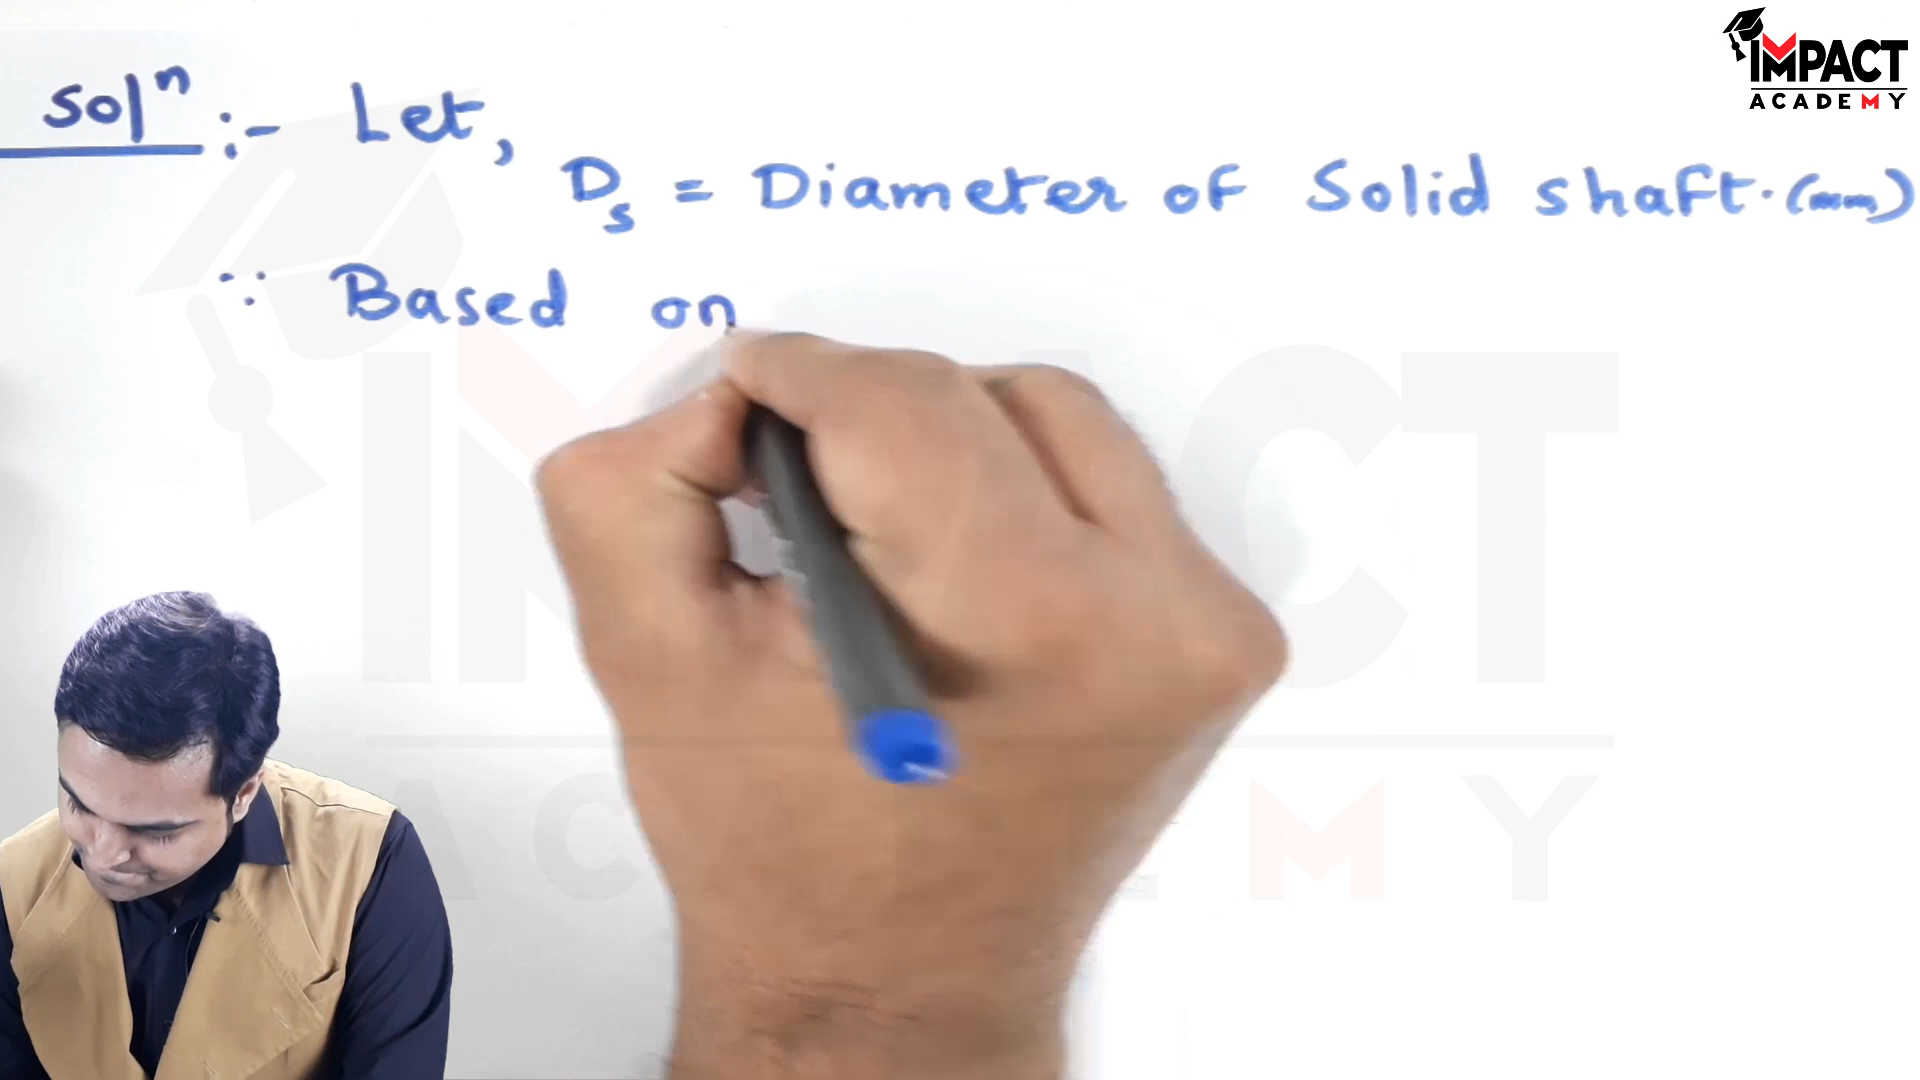 IMPACT
ACADEMY
Solⁿ :- Let,
Ds = Diameter of Solid shaft. (mm)
∵ Based on